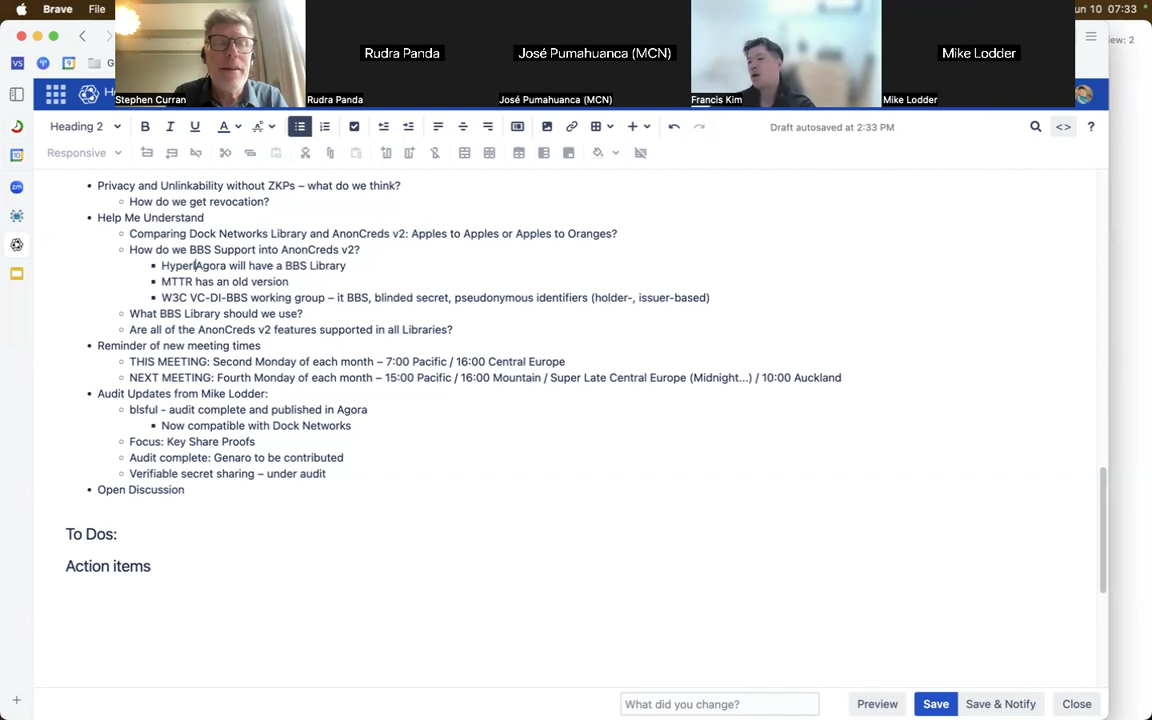 Brave File
Jun 10 07:33
Rudra Panda
José Pumahuanca (MCN)
Mike Lodder
Stephen Curran
Rudra Panda
José Pumahuanca (MCN)
Francis Kim
Mike Lodder
Heading 2
Draft autosaved at 2:33 PM
Responsive
Privacy and Unlinkability without ZKPs – what do we think?
How do we get revocation?
Help Me Understand
Comparing Dock Networks Library and AnonCreds v2: Apples to Apples or Apples to Oranges?
How do we BBS Support into AnonCreds v2?
HyperlAgora will have a BBS Library
MTTR has an old version
W3C VC-DI-BBS working group – it BBS, blinded secret, pseudonymous identifiers (holder-, issuer-based)
What BBS Library should we use?
Are all of the AnonCreds v2 features supported in all Libraries?
Reminder of new meeting times
THIS MEETING: Second Monday of each month – 7:00 Pacific / 16:00 Central Europe
NEXT MEETING: Fourth Monday of each month – 15:00 Pacific / 16:00 Mountain / Super Late Central Europe (Midnight...) / 10:00 Auckland
Audit Updates from Mike Lodder:
blsful - audit complete and published in Agora
Now compatible with Dock Networks
Focus: Key Share Proofs
Audit complete: Genaro to be contributed
Verifiable secret sharing – under audit
Open Discussion
To Dos:
Action items
What did you change?
Preview
Save
Save & Notify
Close